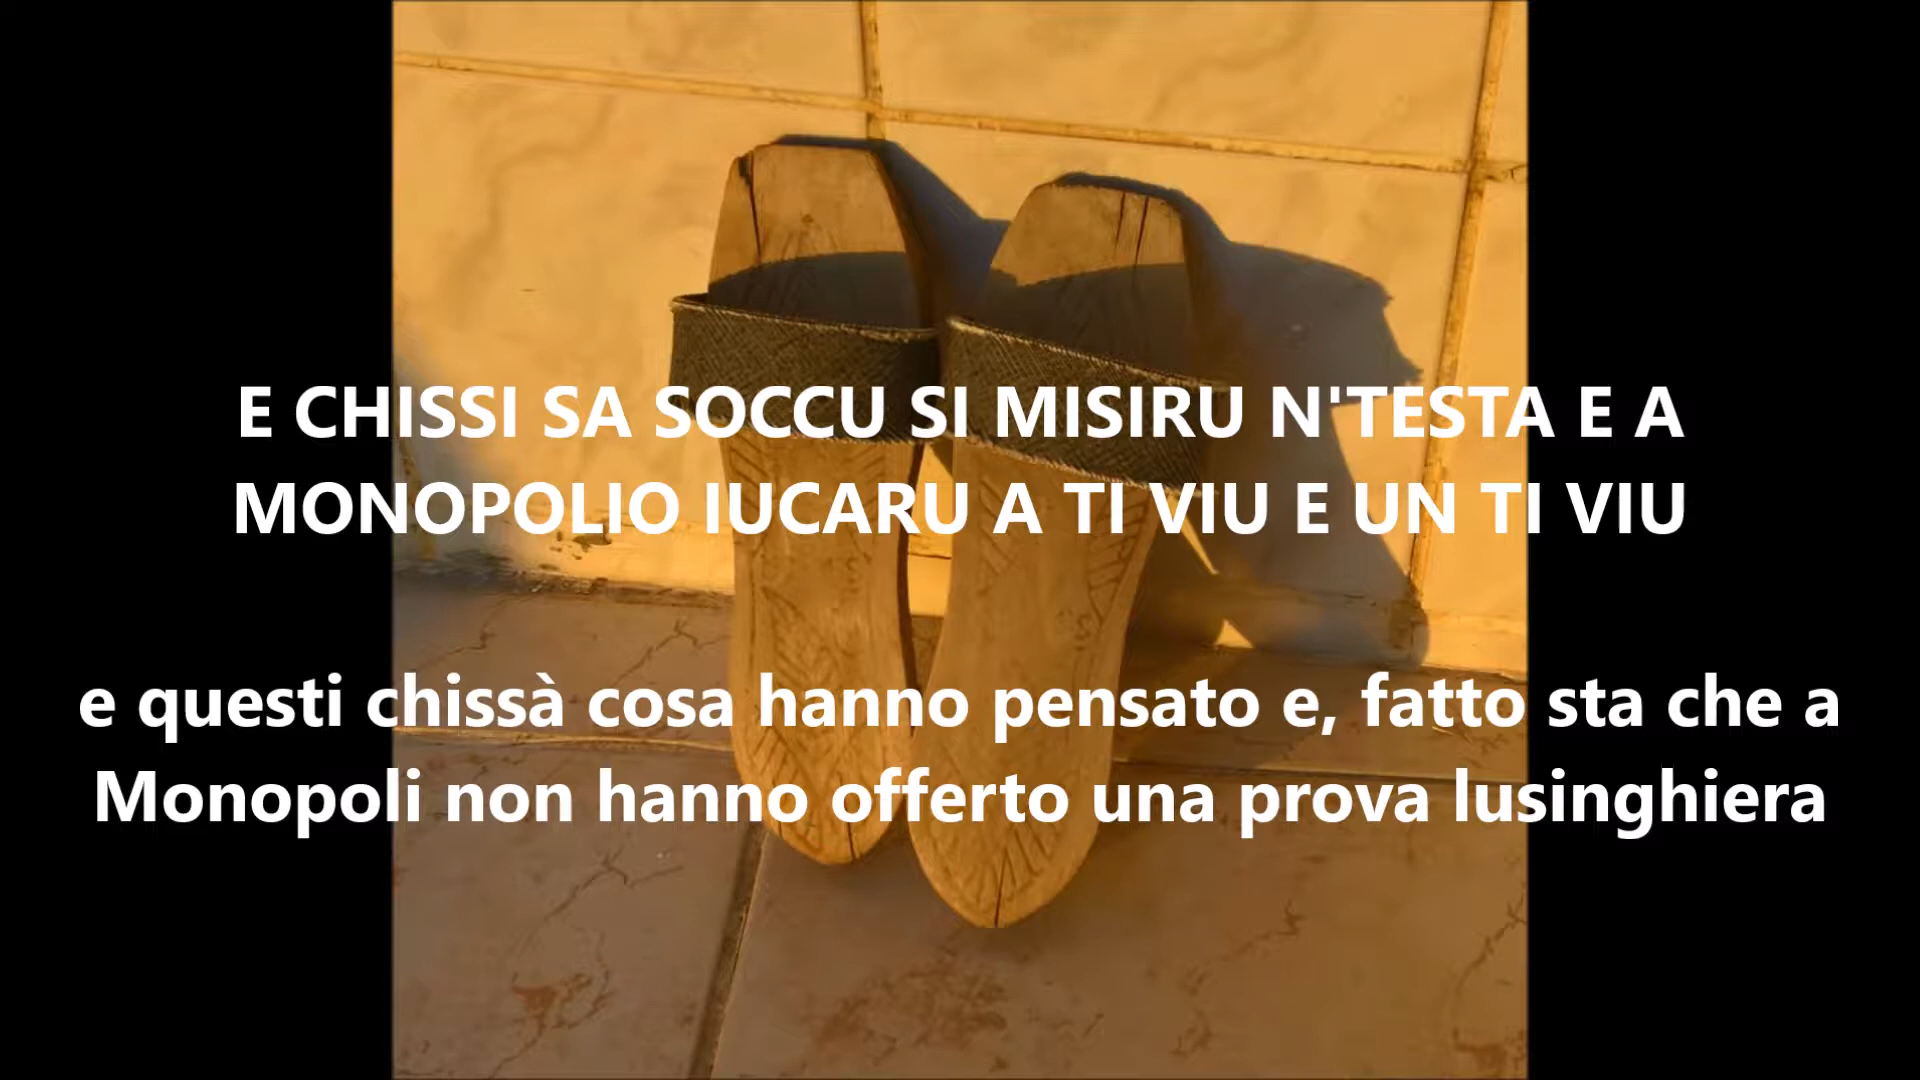 E CHISSI SA SOCCU SI MISIRU N'TESTA E A
MONOPOLIO IUCARU A TI VIU E UN TI VIU
e questi chissà cosa hanno pensato e, fatto sta che a
Monopoli non hanno offerto una prova lusinghiera